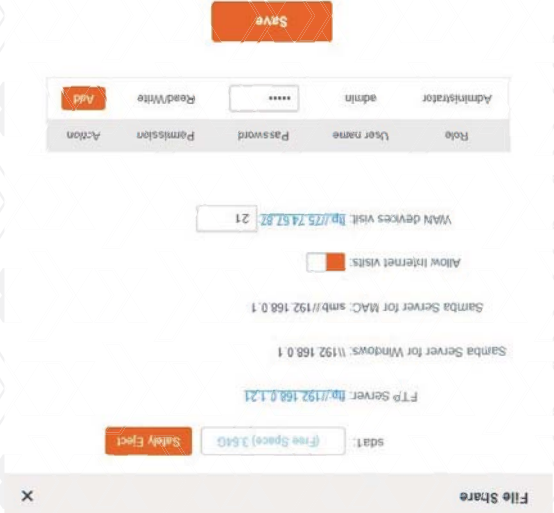 File Share ×
sda1: (Free Space) 3.64G Safely Eject
FTP Server: ftp://192.168.0.1:21
Samba Server for Windows: \\192.168.0.1
Samba Server for MAC: smb://192.168.0.1
Allow Internet visits:
WAN devices visit: ftp://75.74.57.67 21
Role User name Password Permission Action
Administrator admin ••••• Read/Write Add
Save